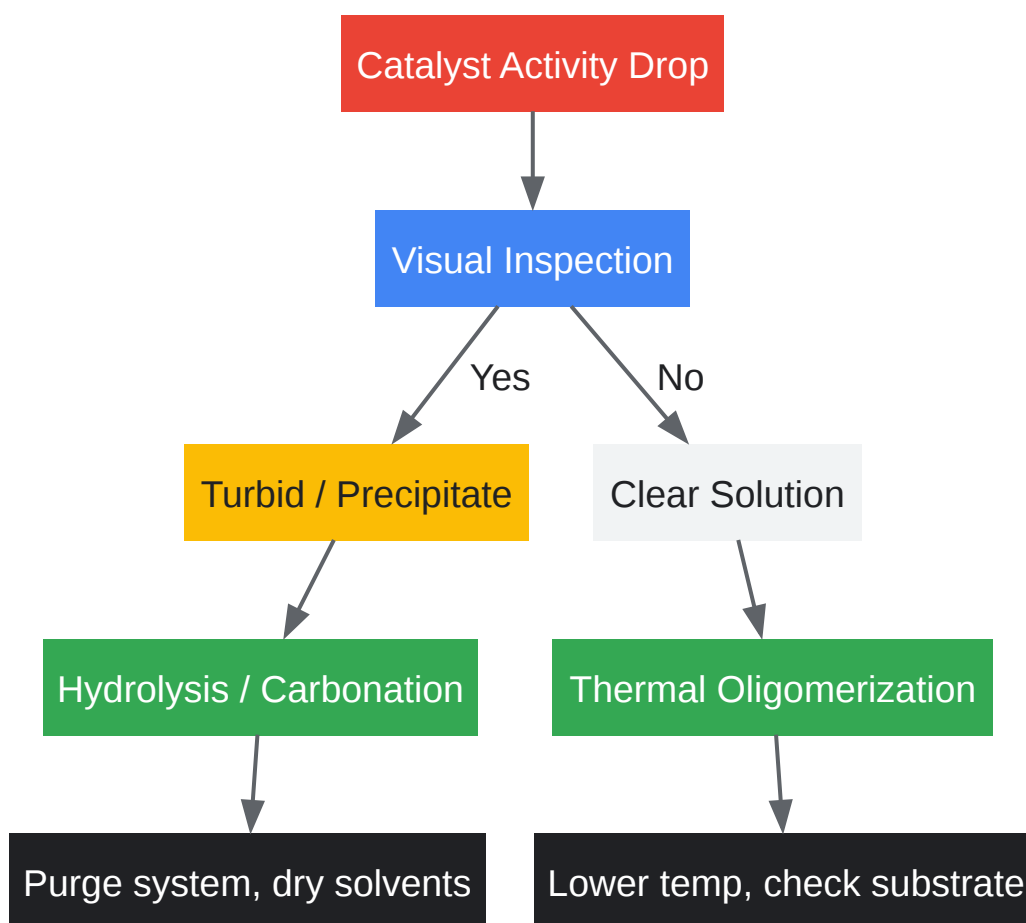 Catalyst Activity Drop
Visual Inspection
Yes
No
Turbid / Precipitate
Clear Solution
Hydrolysis / Carbonation
Thermal Oligomerization
Purge system, dry solvents
Lower temp, check substrate